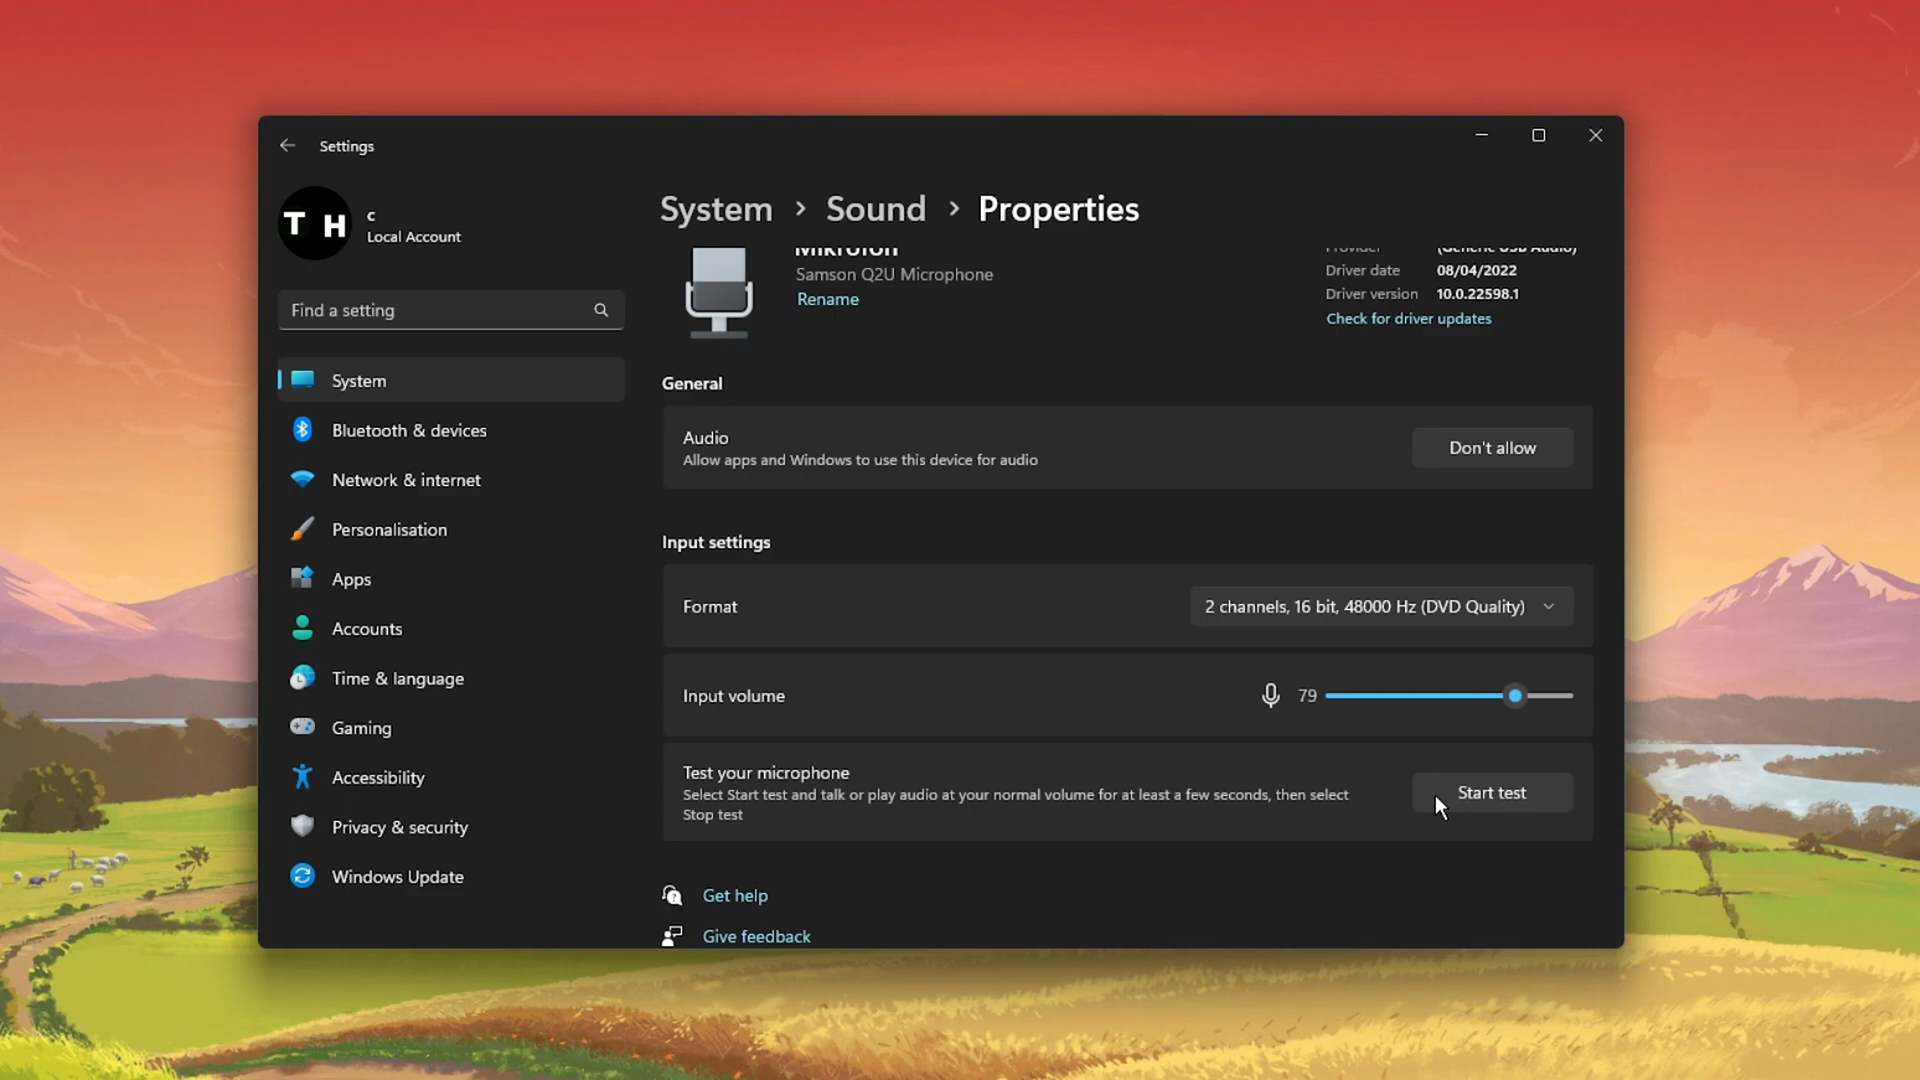 Settings
T H
c
Local Account
Find a setting
System
Bluetooth & devices
Network & internet
Personalisation
Apps
Accounts
Time & language
Gaming
Accessibility
Privacy & security
Windows Update
System > Sound > Properties
Mikrofon
Samson Q2U Microphone
Rename
Provider (Generic USB Audio)
Driver date 08/04/2022
Driver version 10.0.22598.1
Check for driver updates
General
Audio
Allow apps and Windows to use this device for audio
Don't allow
Input settings
Format
2 channels, 16 bit, 48000 Hz (DVD Quality)
Input volume
79
Test your microphone
Select Start test and talk or play audio at your normal volume for at least a few seconds, then select
Stop test
Start test
Get help
Give feedback